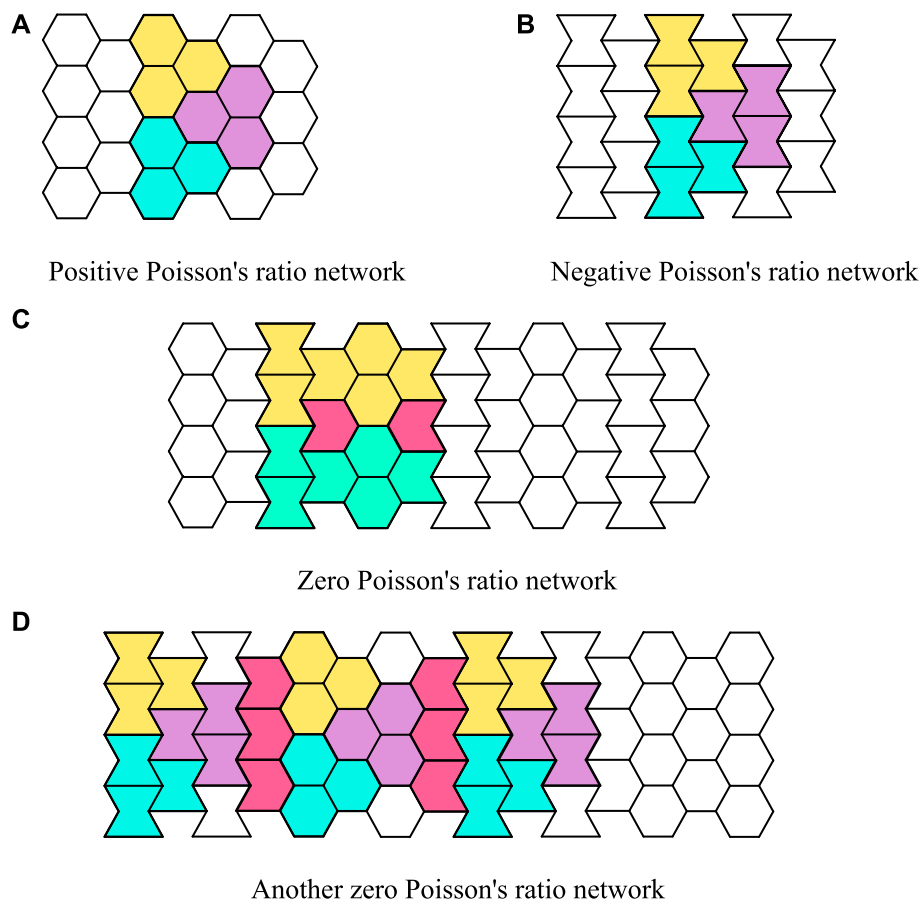 A
B
Positive Poisson's ratio network
Negative Poisson's ratio network
C
Zero Poisson's ratio network
D
Another zero Poisson's ratio network